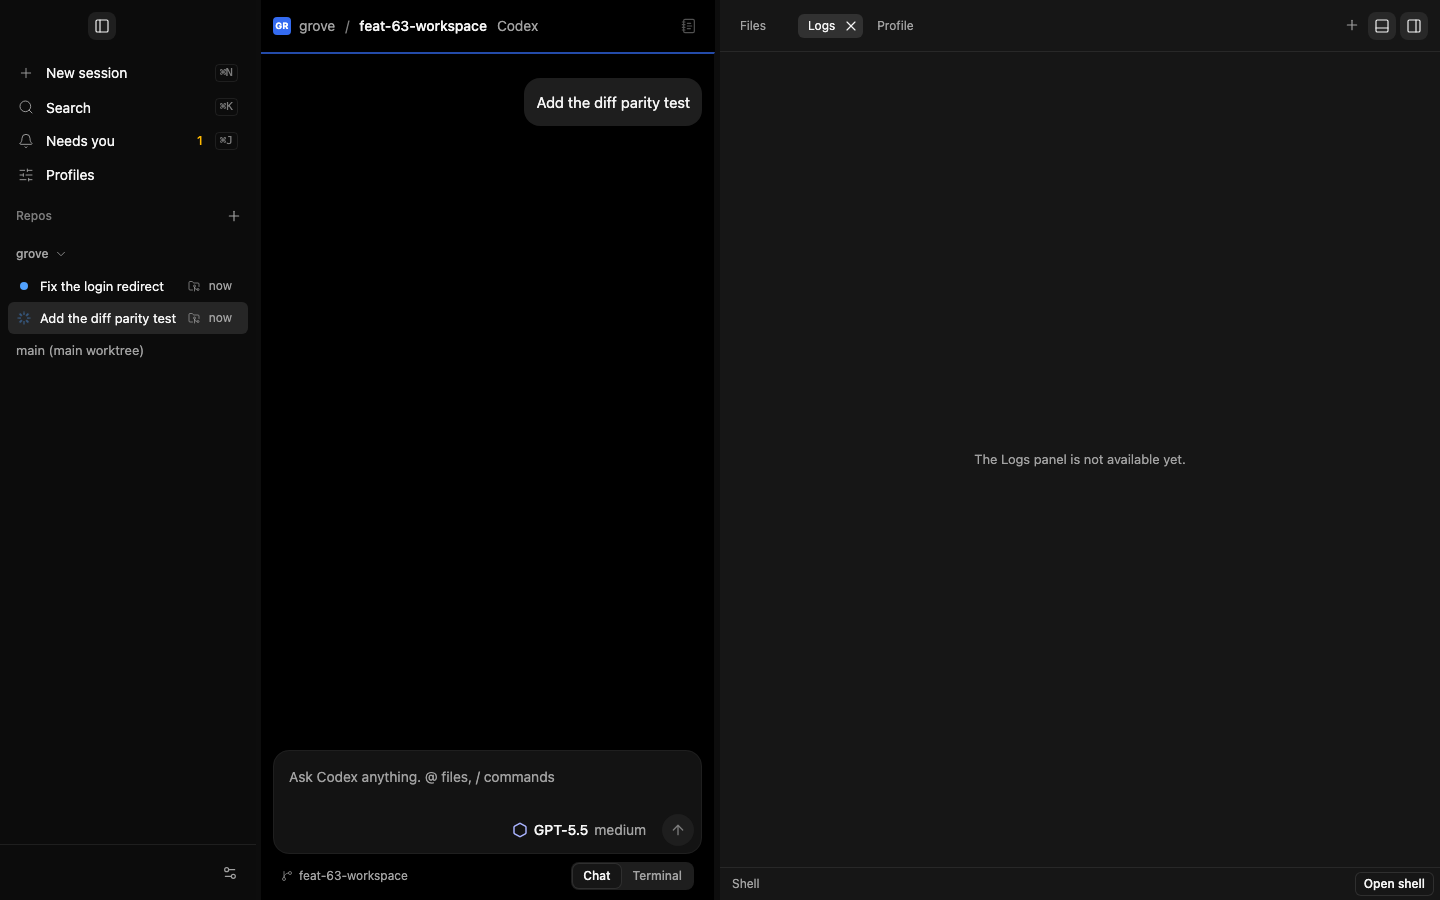 New session ⌘N
Search ⌘K
Needs you 1 ⌘J
Profiles
Repos
grove
Fix the login redirect now
Add the diff parity test now
main (main worktree)
GR grove / feat-63-workspace Codex
Add the diff parity test
Ask Codex anything. @ files, / commands
GPT-5.5 medium
feat-63-workspace
Chat Terminal
Files Logs Profile
The Logs panel is not available yet.
Shell Open shell